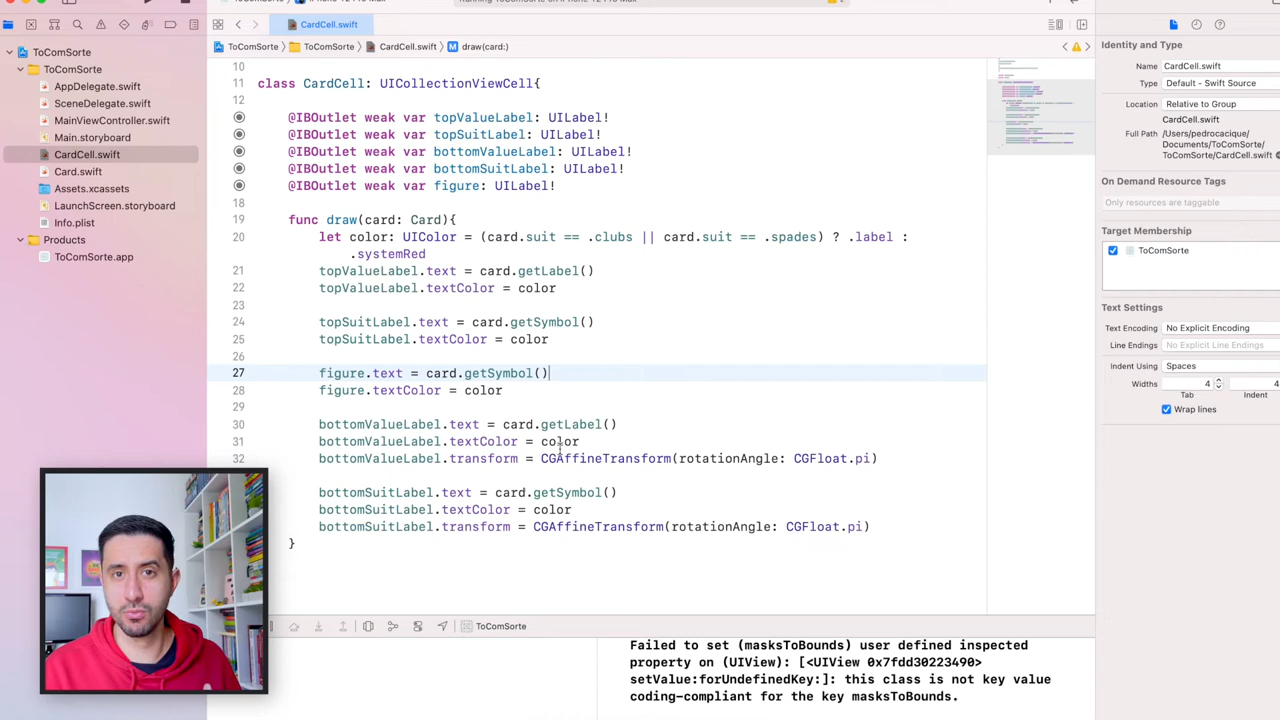 CardCell.swift
ToComSorte
ToComSorte
AppDelegate.swift
SceneDelegate.swift
MainViewController.swift
Main.storyboard
CardCell.swift
Card.swift
Assets.xcassets
LaunchScreen.storyboard
Info.plist
Products
ToComSorte.app
ToComSorte > ToComSorte > CardCell.swift > M draw(card:)
10
11 class CardCell: UICollectionViewCell{
12
@IBOutlet weak var topValueLabel: UILabel!
@IBOutlet weak var topSuitLabel: UILabel!
@IBOutlet weak var bottomValueLabel: UILabel!
@IBOutlet weak var bottomSuitLabel: UILabel!
@IBOutlet weak var figure: UILabel!
18
19 func draw(card: Card){
20 let color: UIColor = (card.suit == .clubs || card.suit == .spades) ? .label :
.systemRed
21 topValueLabel.text = card.getLabel()
22 topValueLabel.textColor = color
23
24 topSuitLabel.text = card.getSymbol()
25 topSuitLabel.textColor = color
26
27 figure.text = card.getSymbol()
28 figure.textColor = color
29
30 bottomValueLabel.text = card.getLabel()
31 bottomValueLabel.textColor = color
32 bottomValueLabel.transform = CGAffineTransform(rotationAngle: CGFloat.pi)
bottomSuitLabel.text = card.getSymbol()
bottomSuitLabel.textColor = color
bottomSuitLabel.transform = CGAffineTransform(rotationAngle: CGFloat.pi)
}
ToComSorte
Failed to set (masksToBounds) user defined inspected
property on (UIView): [<UIView 0x7fdd30223490>
setValue:forUndefinedKey:]: this class is not key value
coding-compliant for the key masksToBounds.
Identity and Type
Name CardCell.swift
Type Default - Swift Source
Location Relative to Group
CardCell.swift
Full Path /Users/pedrocacique/
Documents/ToComSorte/
ToComSorte/CardCell.swift
On Demand Resource Tags
Only resources are taggable
Target Membership
ToComSorte
Text Settings
Text Encoding No Explicit Encoding
Line Endings No Explicit Line Endings
Indent Using Spaces
Widths 4 4
Tab Indent
Wrap lines